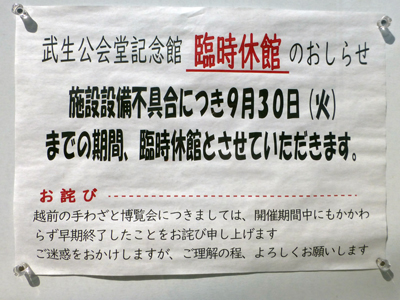 武生公会堂記念館 臨時休館 のおしらせ
施設設備不具合につき9月30日（火）
までの期間、臨時休館とさせていただきます。
お詫び
越前の手わざと博覧会につきましては、開催期間中にもかかわ
らず早期終了したことをお詫び申し上げます
ご迷惑をおかけしますが、ご理解の程、よろしくお願いします